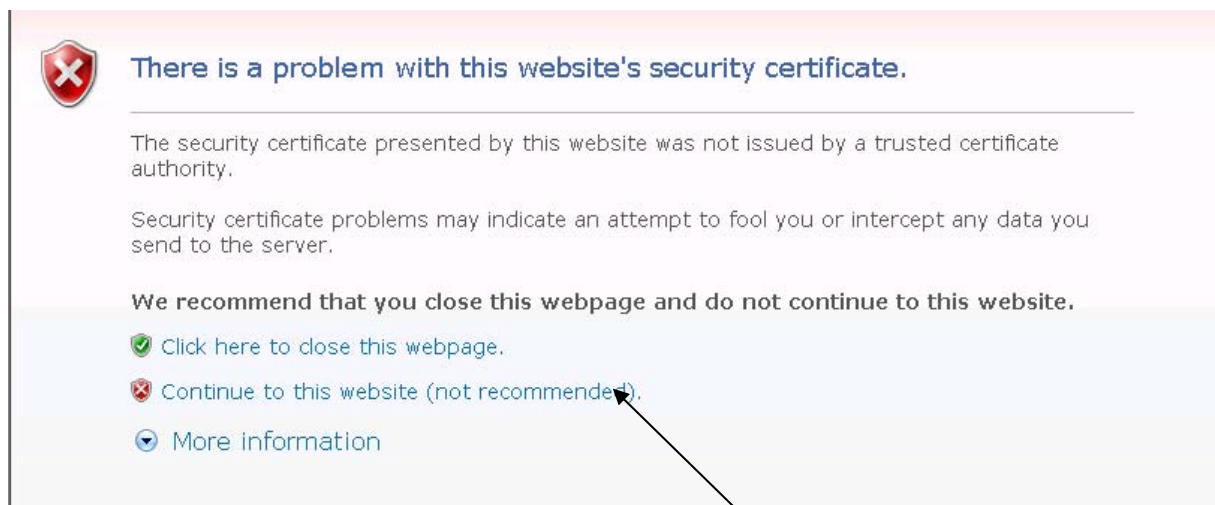 There is a problem with this website's security certificate.
The security certificate presented by this website was not issued by a trusted certificate
authority.
Security certificate problems may indicate an attempt to fool you or intercept any data you
send to the server.
We recommend that you close this webpage and do not continue to this website.
Click here to close this webpage.
Continue to this website (not recommended).
More information